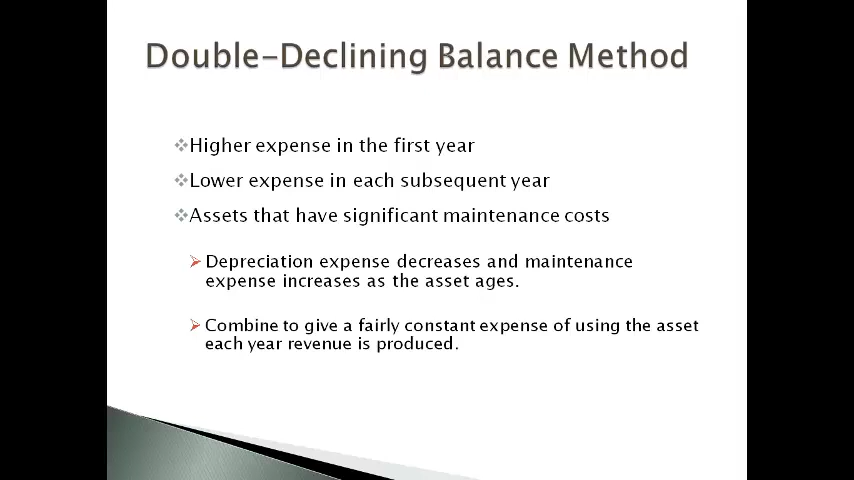 Double-Declining Balance Method
Higher expense in the first year
Lower expense in each subsequent year
Assets that have significant maintenance costs
Depreciation expense decreases and maintenance
expense increases as the asset ages.
Combine to give a fairly constant expense of using the asset
each year revenue is produced.